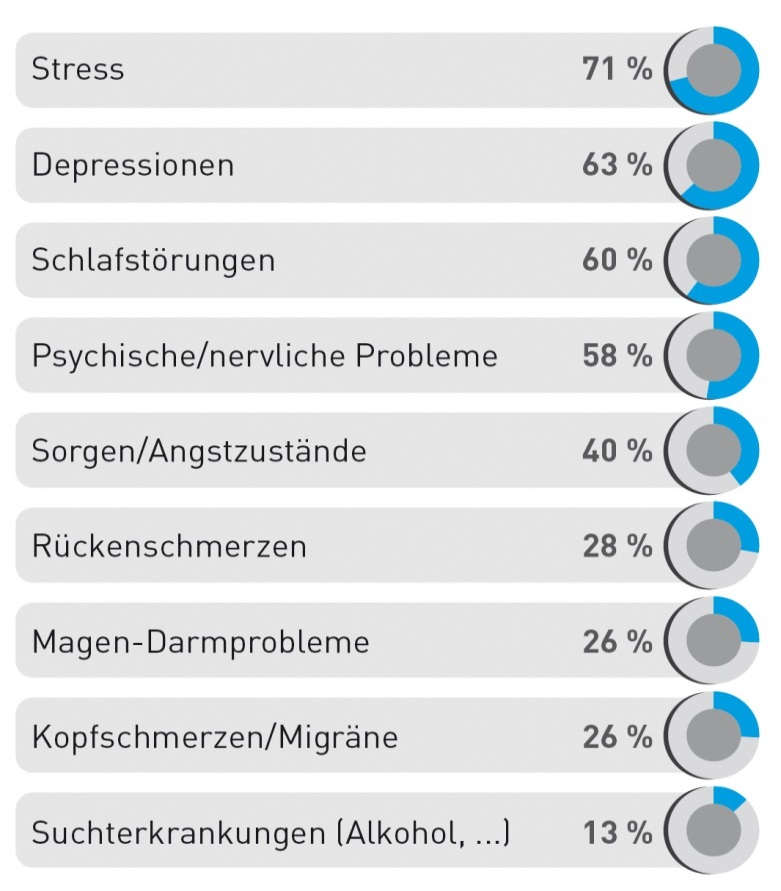 Stress 71 %
Depressionen 63 %
Schlafstörungen 60 %
Psychische/nervliche Probleme 58 %
Sorgen/Angstzustände 40 %
Rückenschmerzen 28 %
Magen-Darmprobleme 26 %
Kopfschmerzen/Migräne 26 %
Suchterkrankungen (Alkohol, ...) 13 %